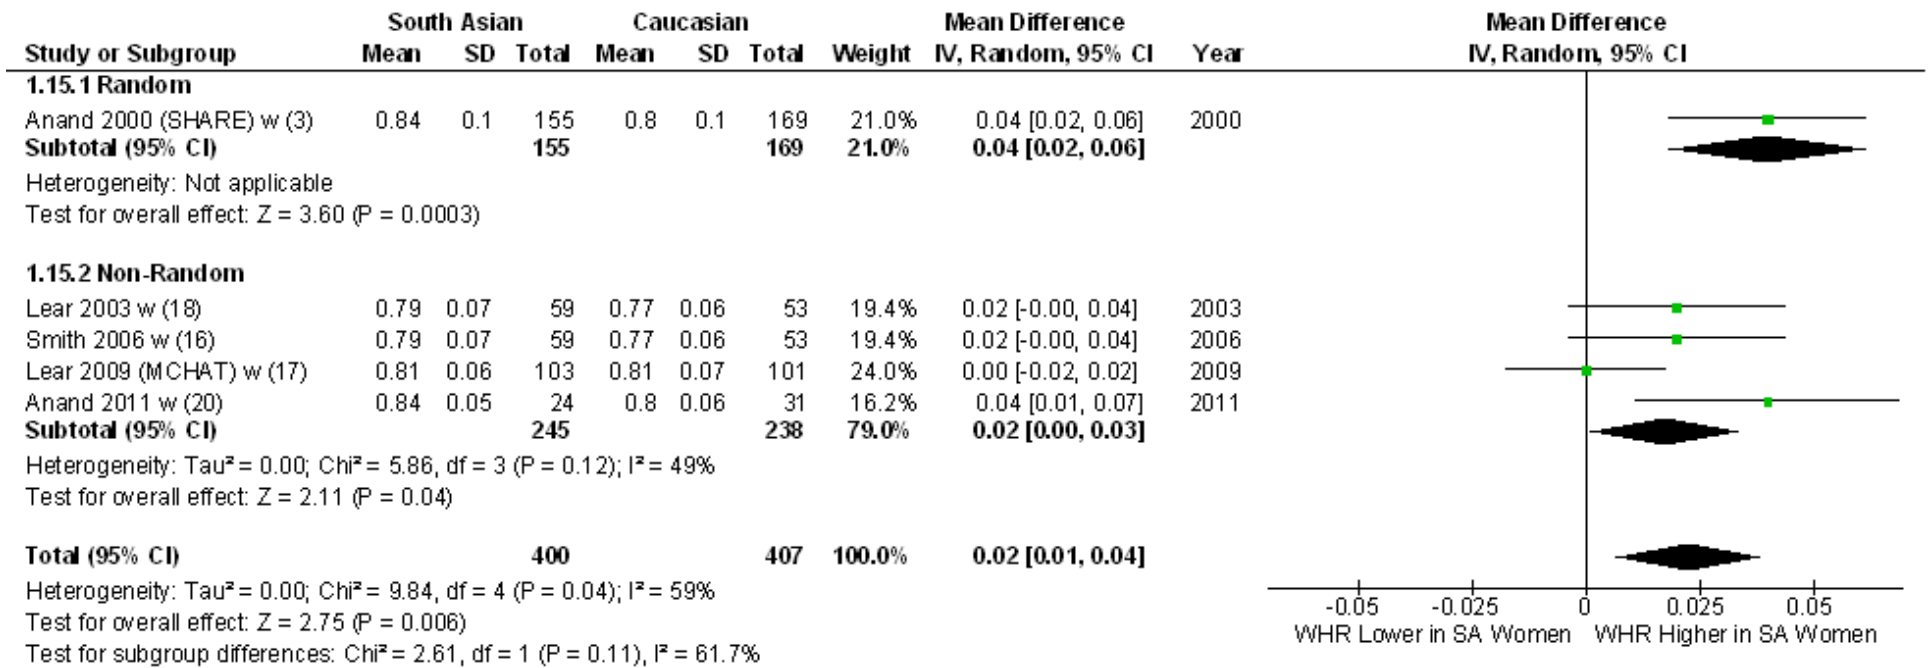 South Asian Caucasian Mean Difference Mean Difference
Study or Subgroup Mean SD Total Mean SD Total Weight IV, Random, 95% CI Year IV, Random, 95% CI
1.15.1 Random
Anand 2000 (SHARE) w (3) 0.84 0.1 155 0.8 0.1 169 21.0% 0.04 [0.02, 0.06] 2000
Subtotal (95% CI) 155 169 21.0% 0.04 [0.02, 0.06]
Heterogeneity: Not applicable
Test for overall effect: Z = 3.60 (P = 0.0003)
1.15.2 Non-Random
Lear 2003 w (18) 0.79 0.07 59 0.77 0.06 53 19.4% 0.02 [-0.00, 0.04] 2003
Smith 2006 w (16) 0.79 0.07 59 0.77 0.06 53 19.4% 0.02 [-0.00, 0.04] 2006
Lear 2009 (MCHAT) w (17) 0.81 0.06 103 0.81 0.07 101 24.0% 0.00 [-0.02, 0.02] 2009
Anand 2011 w (20) 0.84 0.05 24 0.8 0.06 31 16.2% 0.04 [0.01, 0.07] 2011
Subtotal (95% CI) 245 238 79.0% 0.02 [0.00, 0.03]
Heterogeneity: Tau² = 0.00; Chi² = 5.86, df = 3 (P = 0.12); I² = 49%
Test for overall effect: Z = 2.11 (P = 0.04)
Total (95% CI) 400 407 100.0% 0.02 [0.01, 0.04]
Heterogeneity: Tau² = 0.00; Chi² = 9.84, df = 4 (P = 0.04); I² = 59%
Test for overall effect: Z = 2.75 (P = 0.006)
Test for subgroup differences: Chi² = 2.61, df = 1 (P = 0.11), I² = 61.7%
-0.05 -0.025 0 0.025 0.05
WHR Lower in SA Women WHR Higher in SA Women